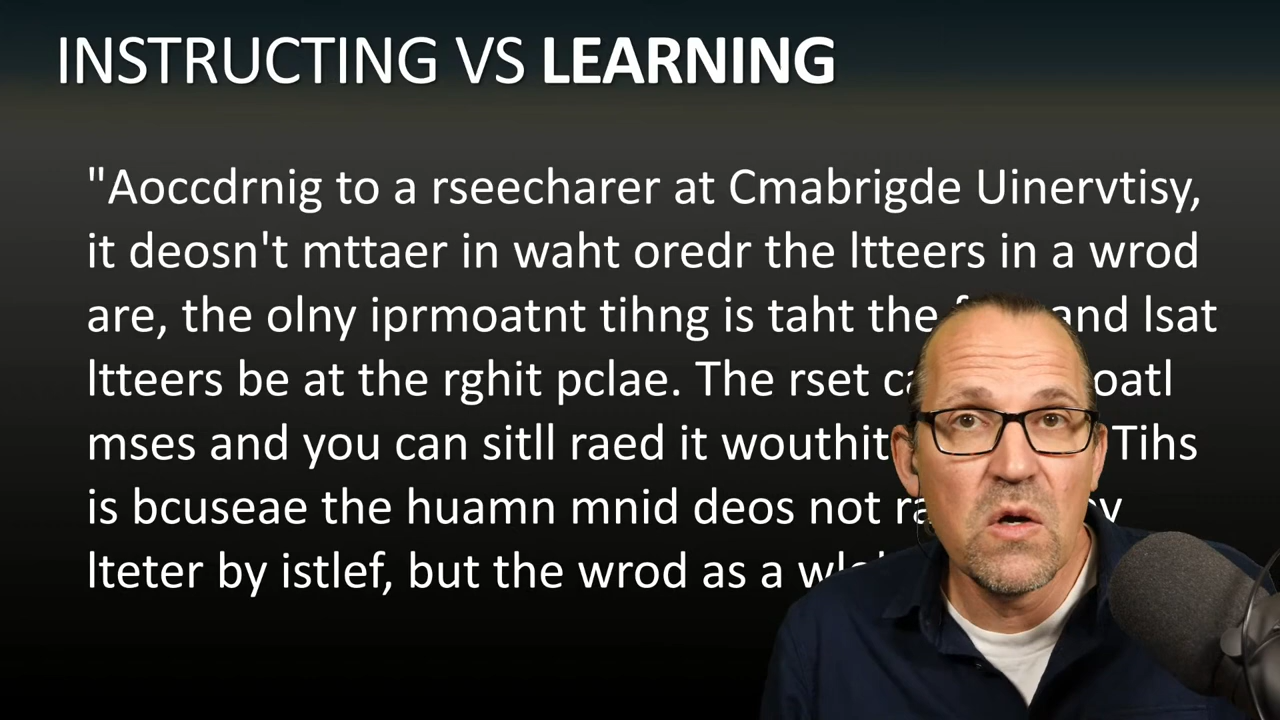 INSTRUCTING VS LEARNING
"Aoccdrnig to a rseecharer at Cmabrigde Uinervtisy,
it deosn't mttaer in waht oredr the ltteers in a wrod
are, the olny iprmoatnt tihng is taht the and lsat
ltteers be at the rghit pclae. The rset
mses and you can sitll raed it wouthit Tihs
is bcuseae the huamn mnid deos not
lteter by istlef, but the wrod as a